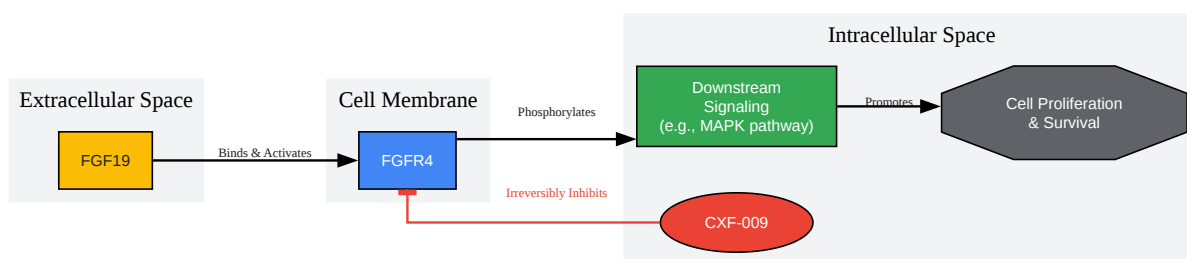 Extracellular Space
FGF19
Binds & Activates
Cell Membrane
FGFR4
Phosphorylates
Irreversibly Inhibits
Intracellular Space
Downstream
Signaling
(e.g., MAPK pathway)
Promotes
Cell Proliferation
& Survival
CXF-009